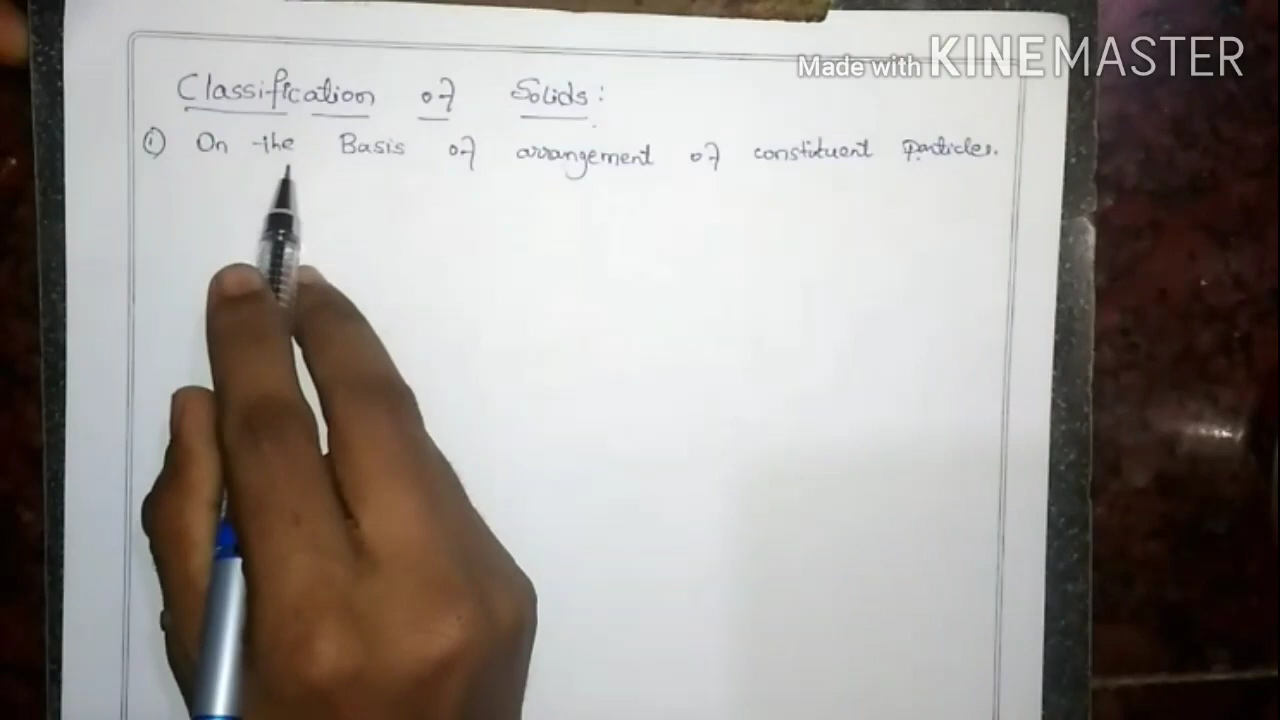 Made with KINEMASTER
Classification of Solids:
① On the Basis of arrangement of constituent Particles.